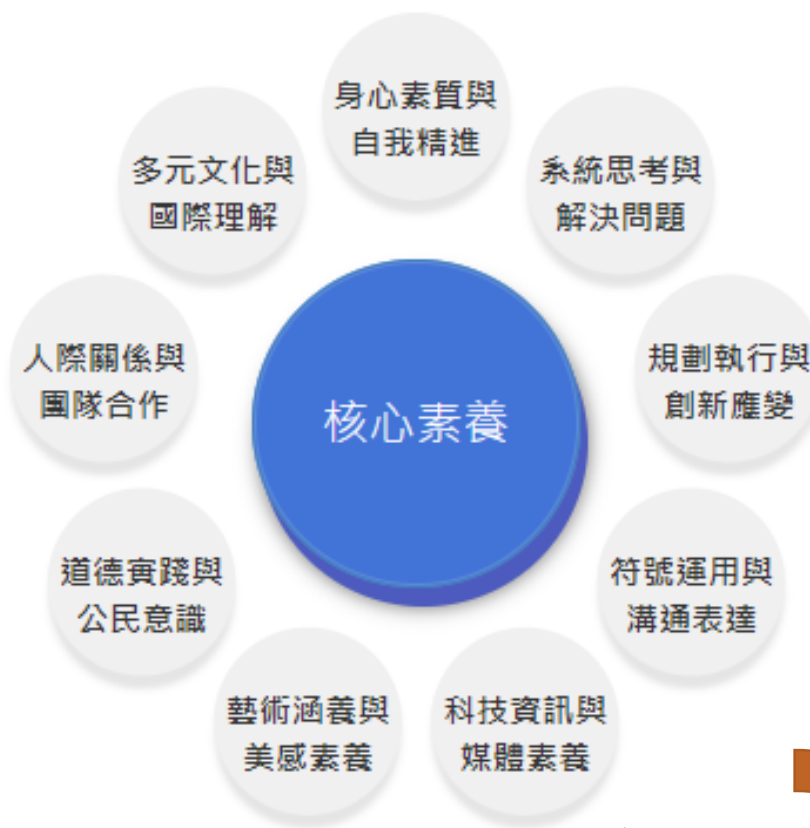 身心素質與
自我精進
系統思考與
解決問題
規劃執行與
創新應變
符號運用與
溝通表達
科技資訊與
媒體素養
藝術涵養與
美感素養
道德實踐與
公民意識
人際關係與
團隊合作
多元文化與
國際理解
核心素養